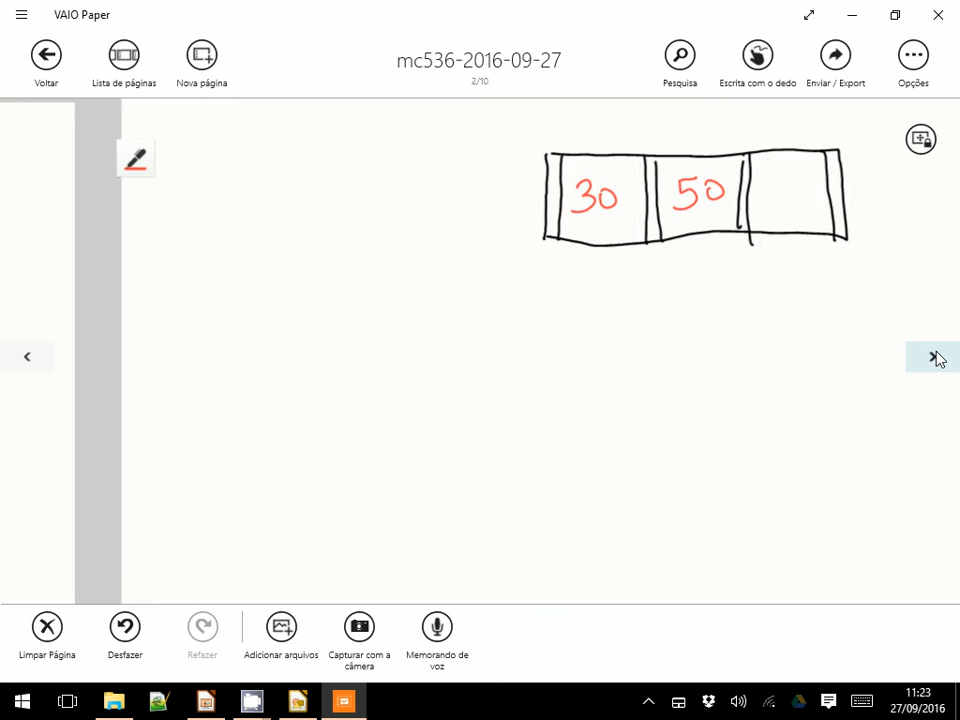 VAIO Paper
Voltar
Lista de páginas
Nova página
mc536-2016-09-27
2/10
Pesquisa
Escrita com o dedo
Enviar / Export
Opções
30 50
Limpar Página
Desfazer
Refazer
Adicionar arquivos
Capturar com a
câmera
Memorando de
voz
11:23
27/09/2016